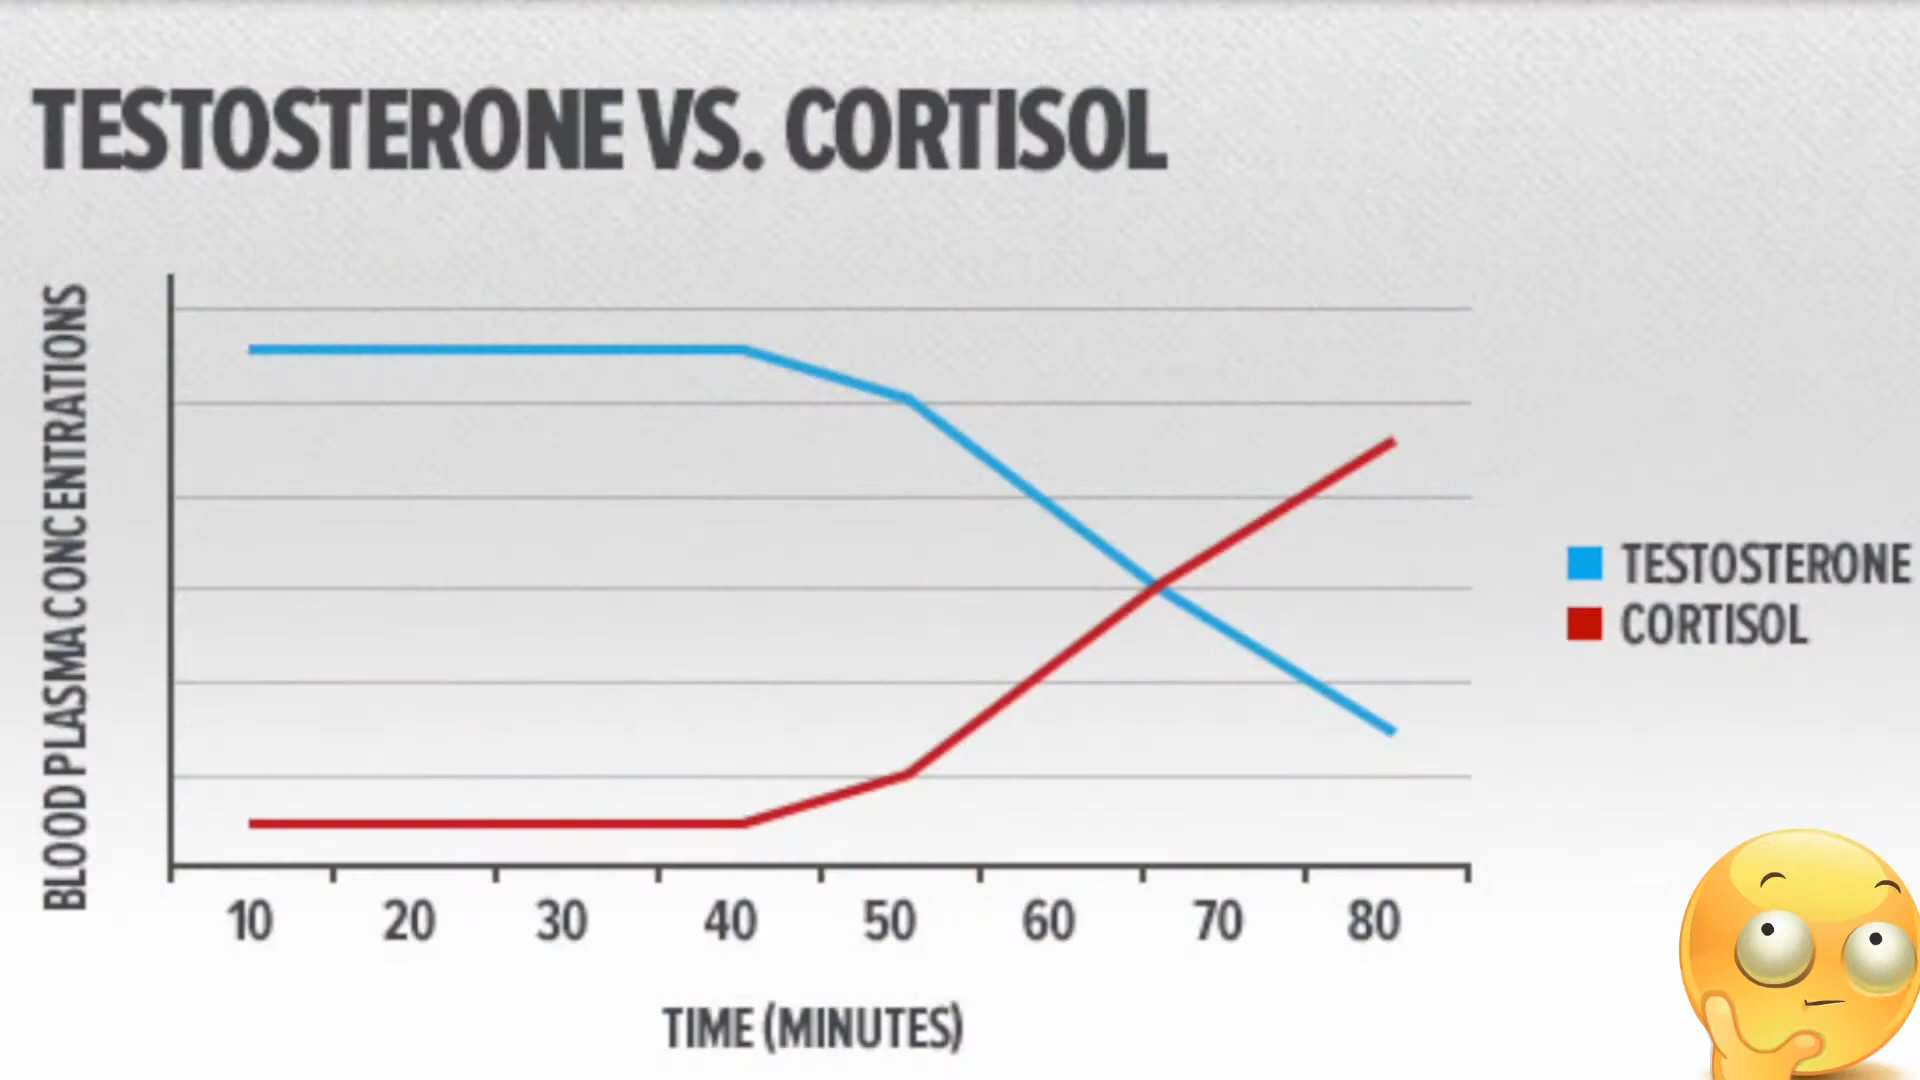 TESTOSTERONE VS. CORTISOL
BLOOD PLASMA CONCENTRATIONS
TESTOSTERONE
CORTISOL
10 20 30 40 50 60 70 80
TIME (MINUTES)